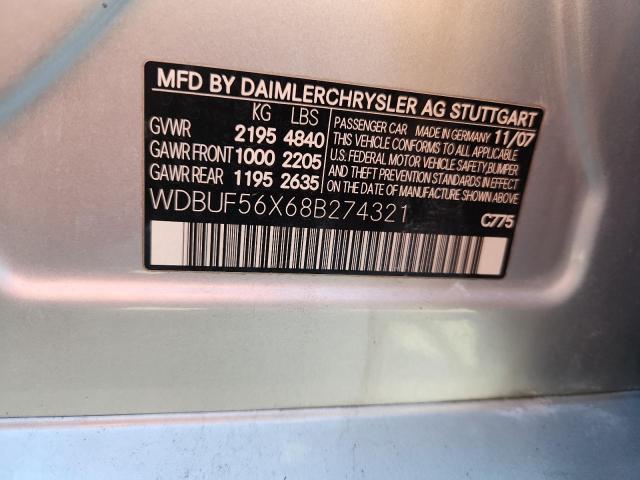 MFD BY DAIMLERCHRYSLER AG STUTTGART
KG LBS
GVWR 2195 4840
GAWR FRONT 1000 2205
GAWR REAR 1195 2635
PASSENGER CAR MADE IN GERMANY 11/07
THIS VEHICLE CONFORMS TO ALL APPLICABLE
U.S. FEDERAL MOTOR VEHICLE SAFETY,BUMPER
AND THEFT PREVENTION STANDARDS IN EFFECT
ON THE DATE OF MANUFACTURE SHOWN ABOVE
WDBUF56X68B274321
C775